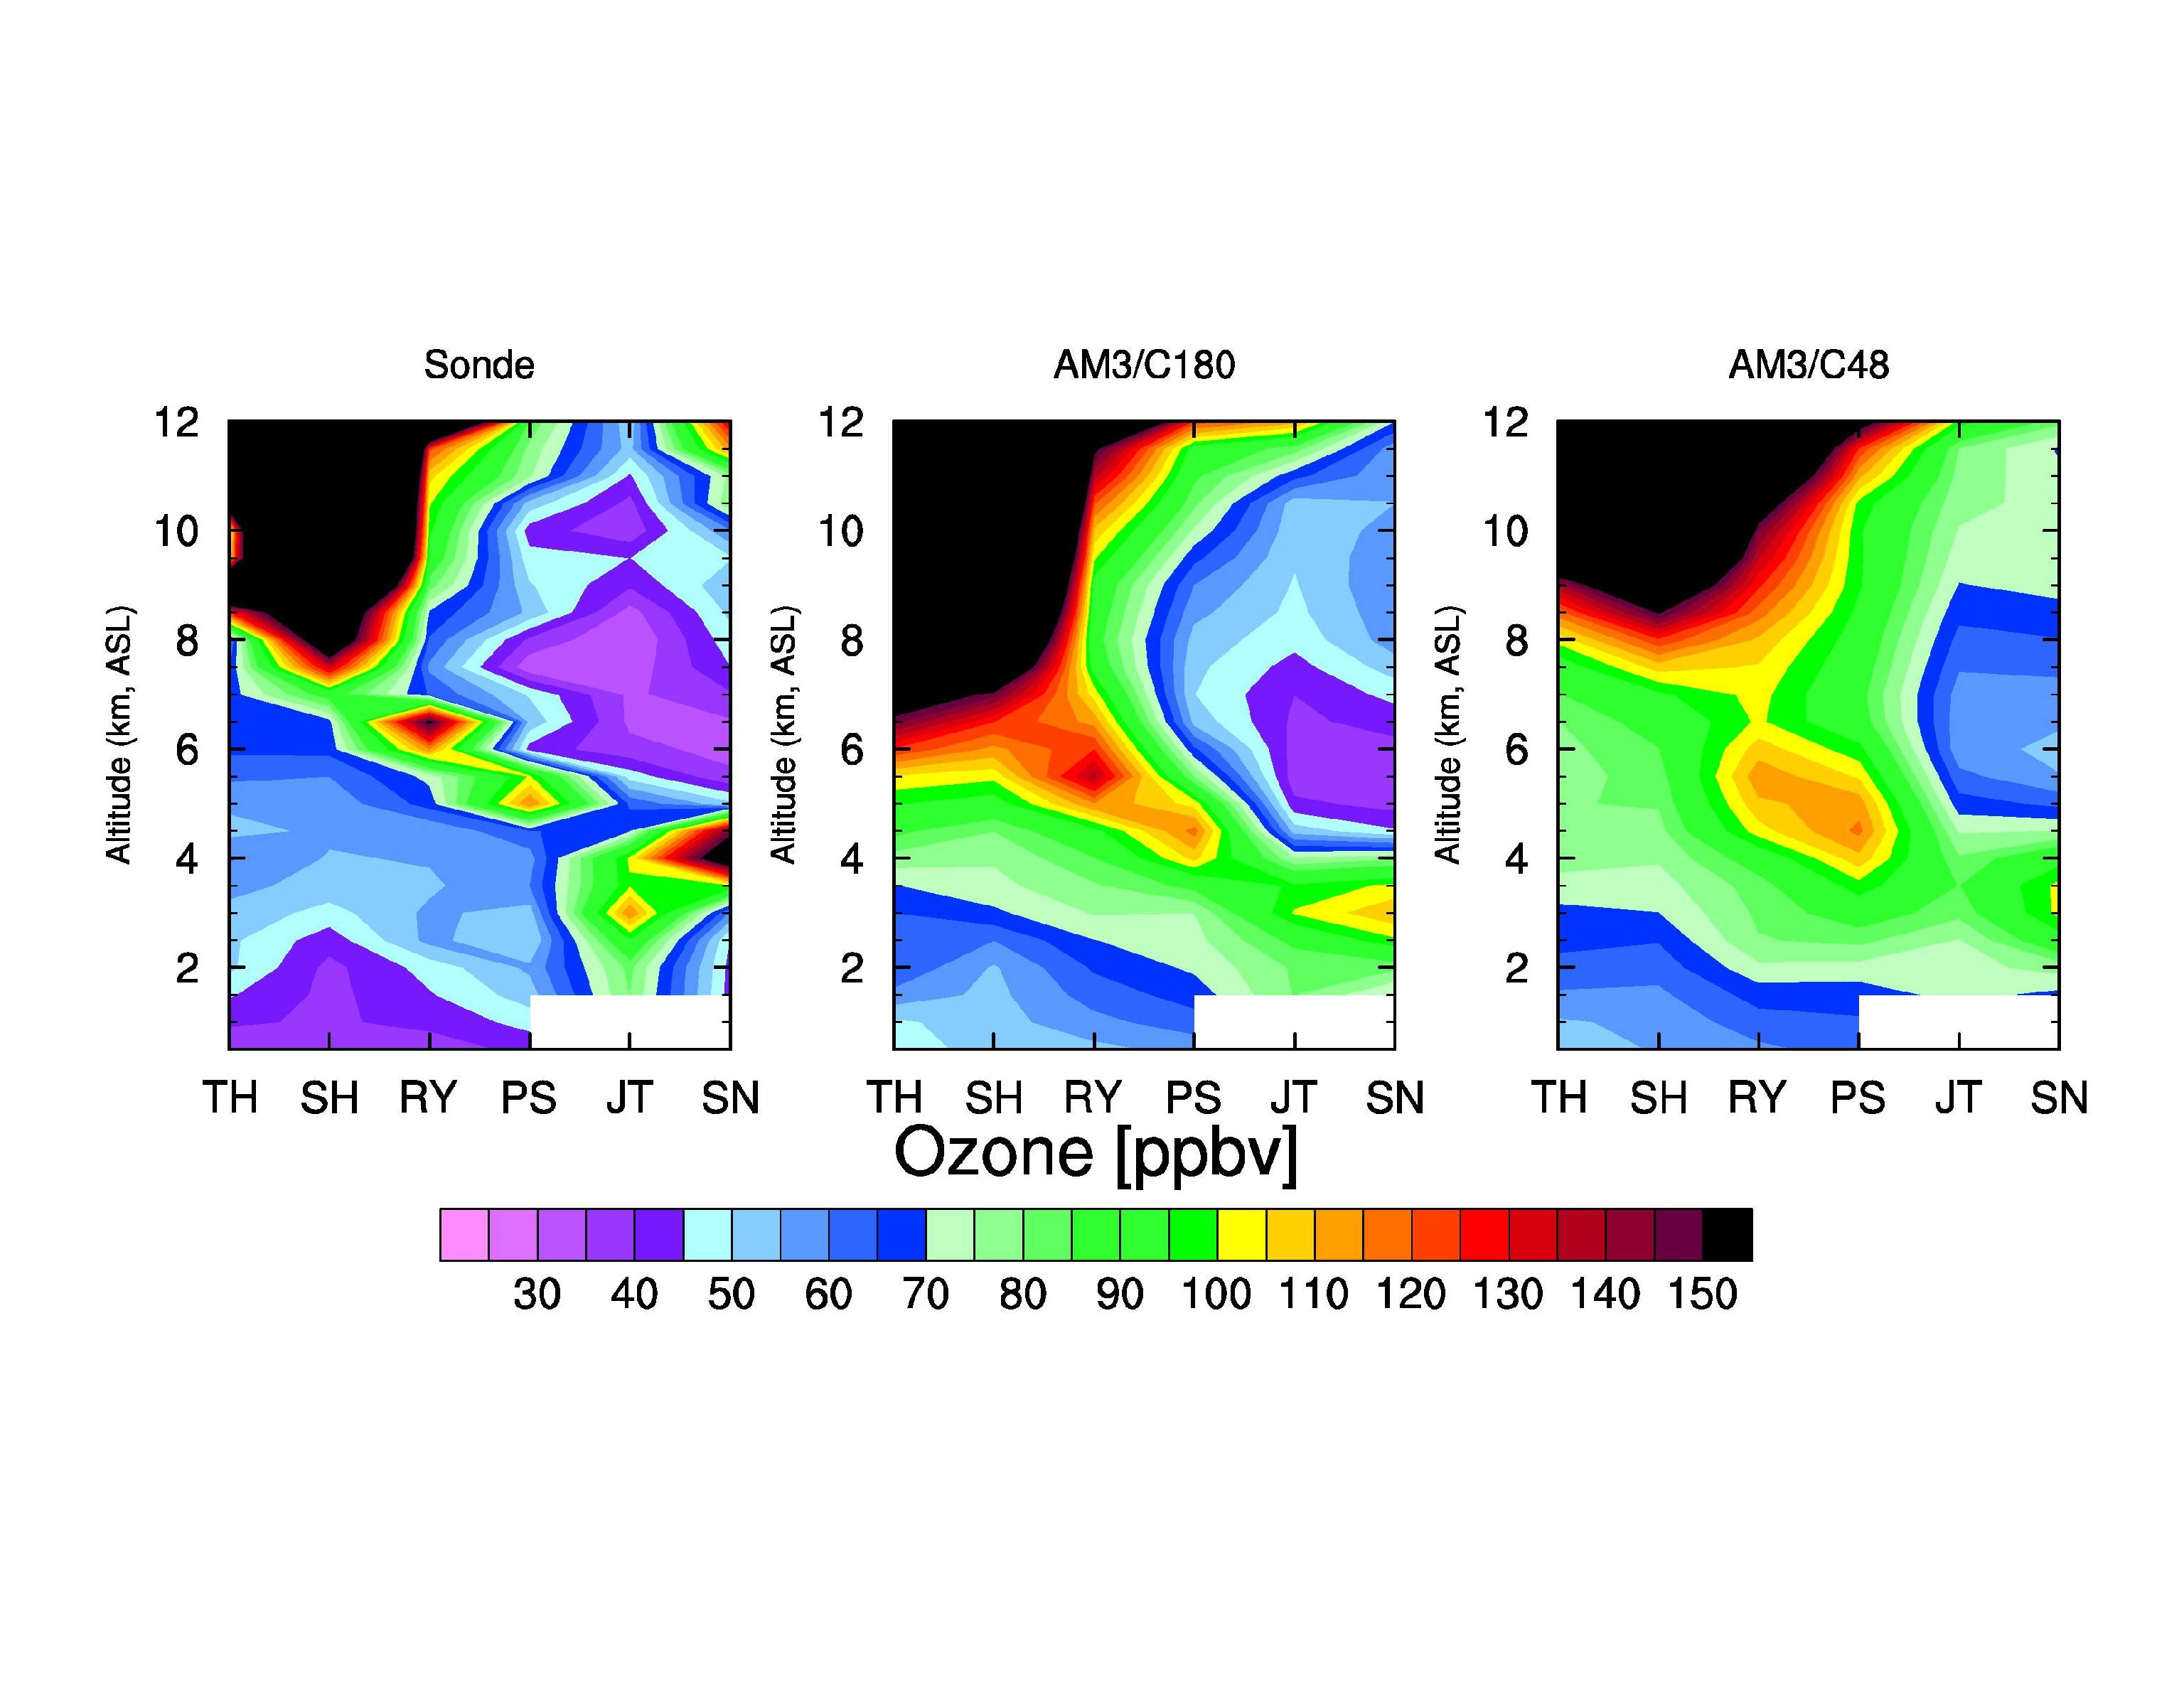 Sonde AM3/C180 AM3/C48
12 12 12
10 10 10
8 8 8
6 6 6
4 4 4
2 2 2
Altitude (km, ASL) Altitude (km, ASL) Altitude (km, ASL)
TH SH RY PS JT SN TH SH RY PS JT SN TH SH RY PS JT SN
Ozone [ppbv]
30 40 50 60 70 80 90 100 110 120 130 140 150